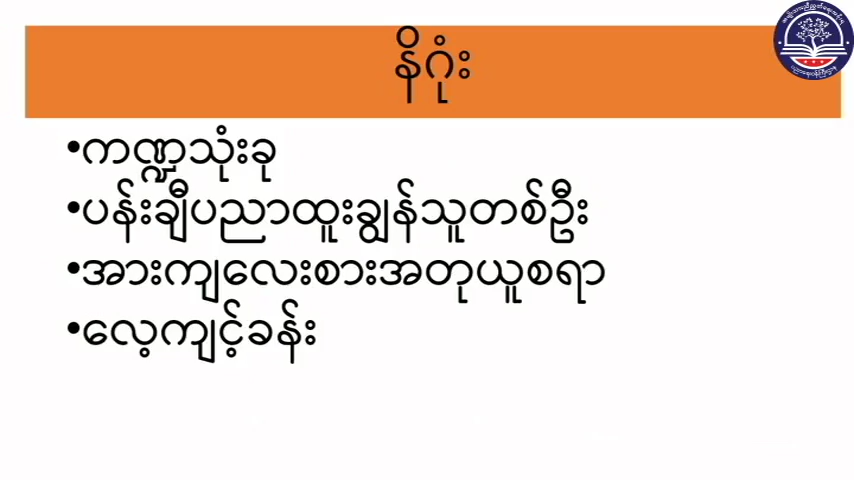 နိဂုံး
•ကဏ္ဍသုံးခု
•ပန်းချီပညာထူးချွန်သူတစ်ဦး
•အားကျလေးစားအတုယူစရာ
•လေ့ကျင့်ခန်း